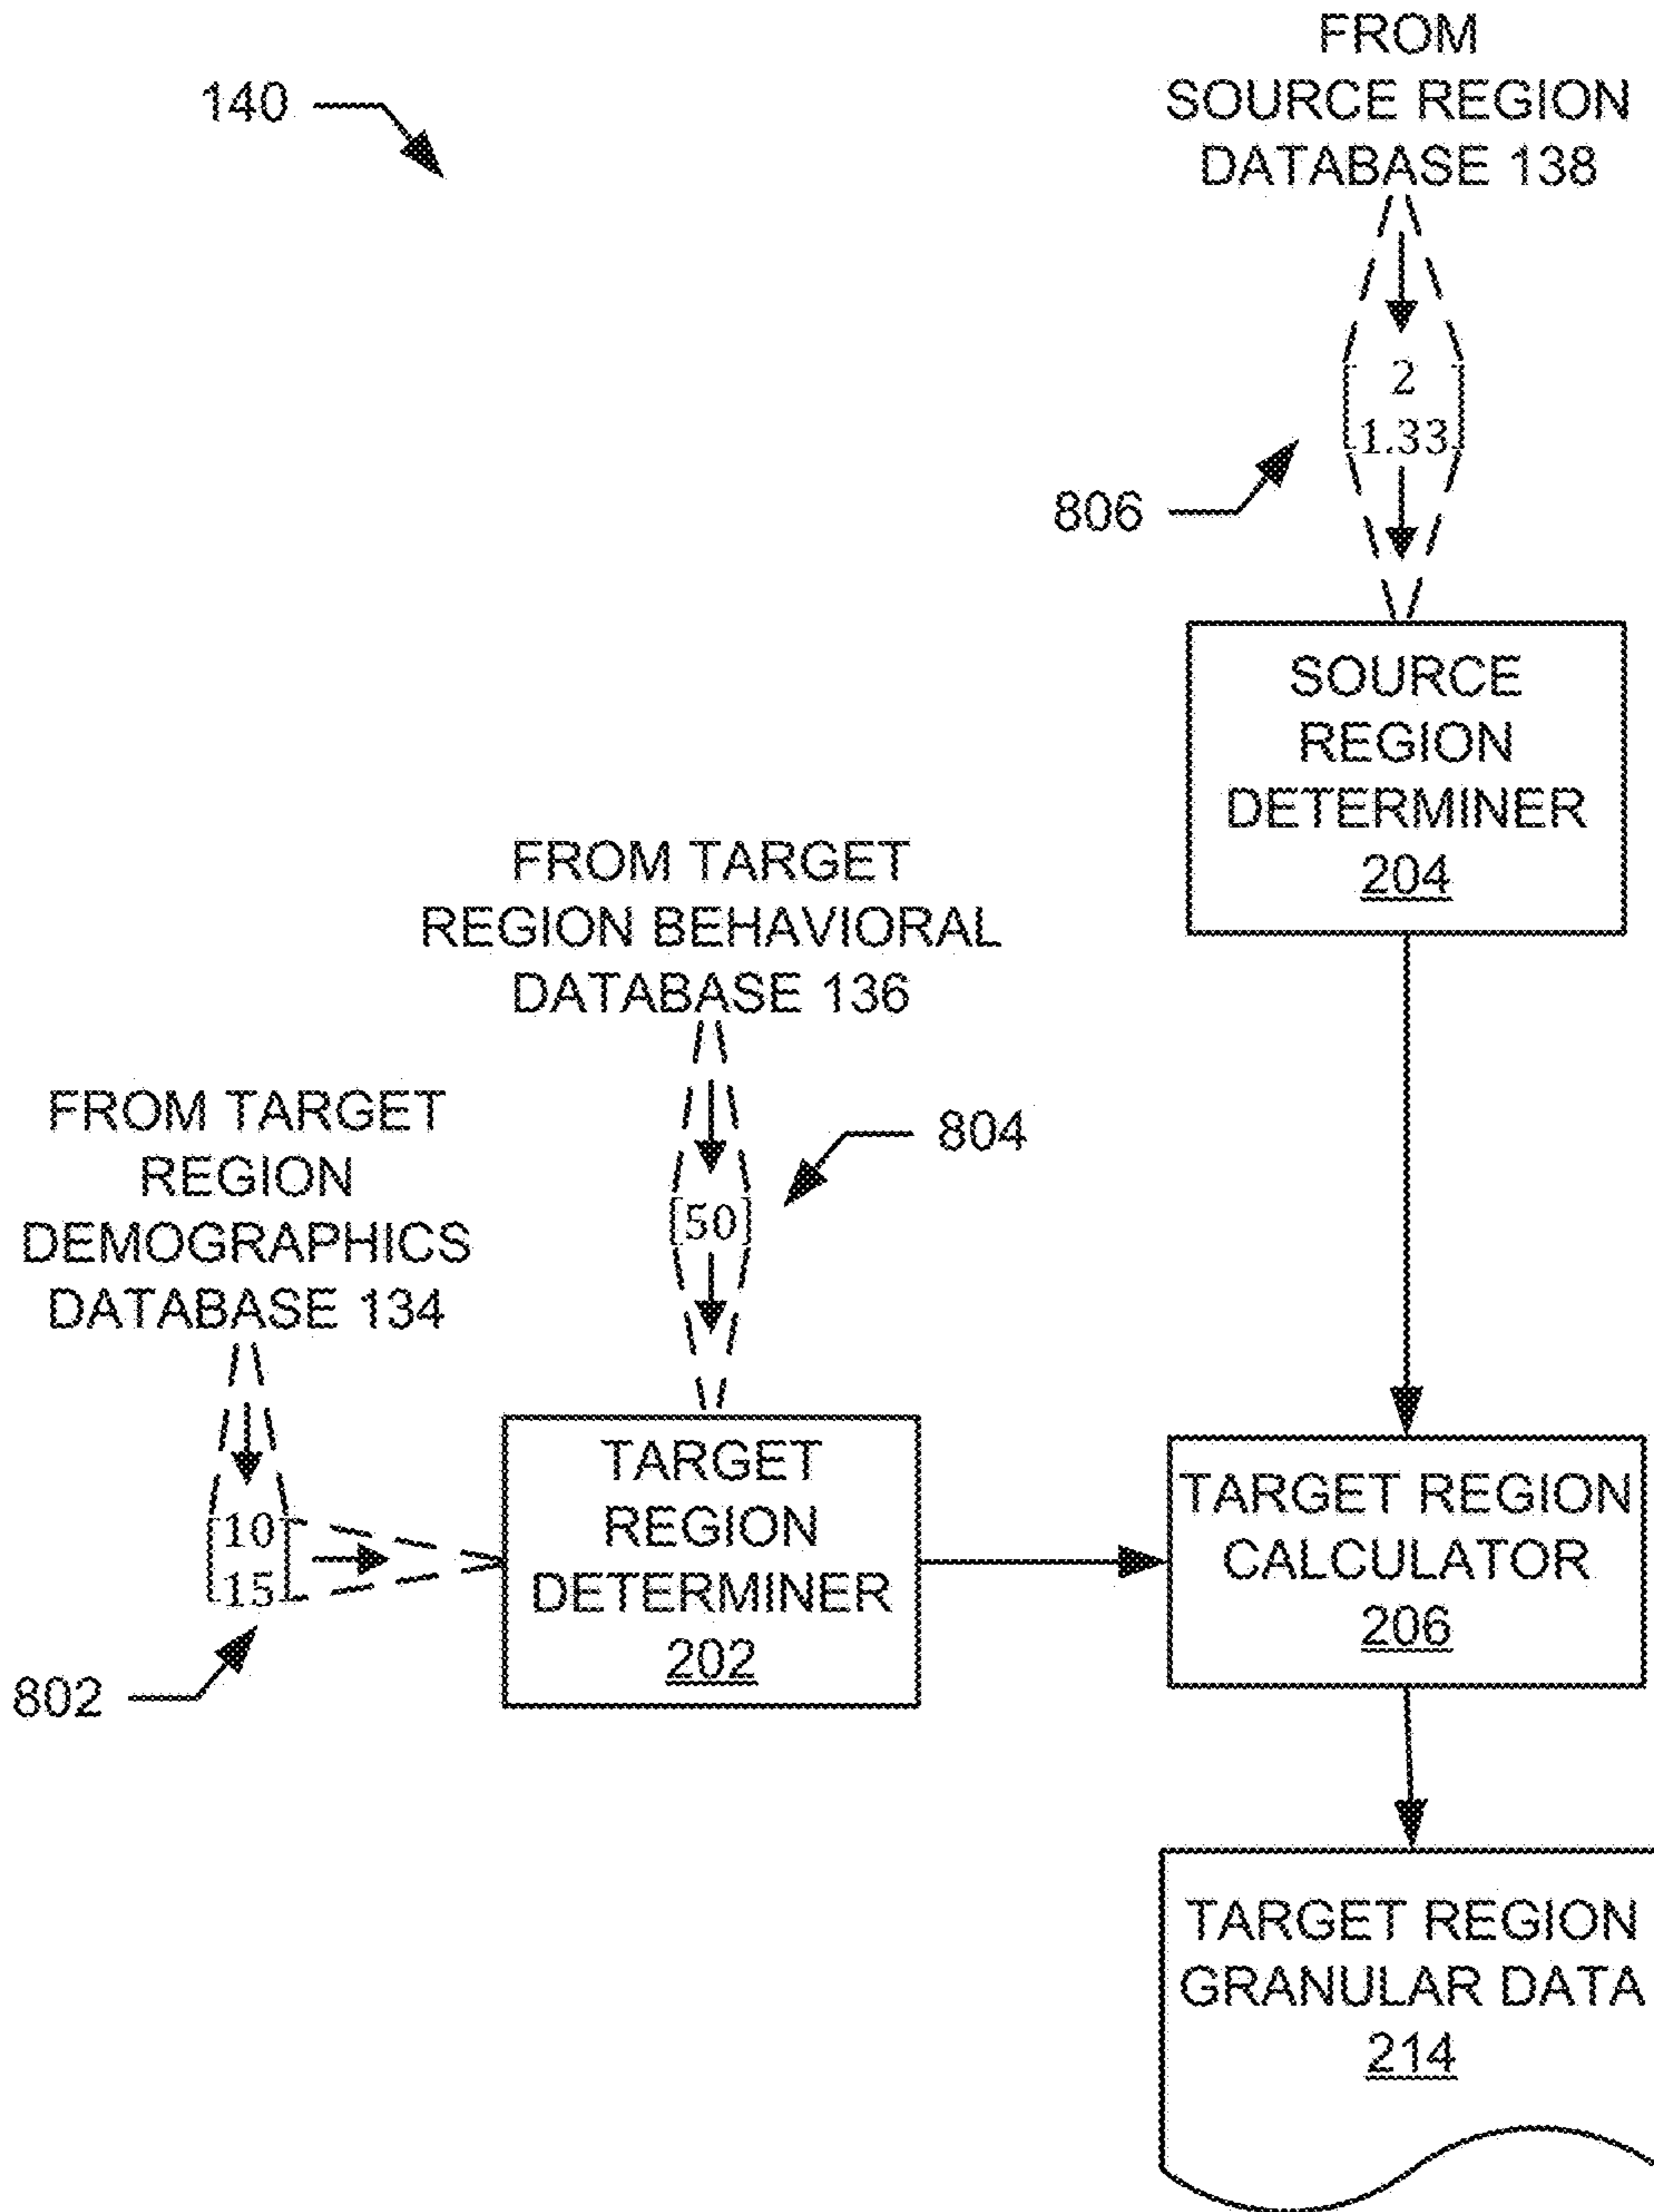 140
FROM
SOURCE REGION
DATABASE 138
2
1.33
806
SOURCE
REGION
DETERMINER
204
FROM TARGET
REGION BEHAVIORAL
DATABASE 136
804
[50]
FROM TARGET
REGION
DEMOGRAPHICS
DATABASE 134
10
15
802
TARGET
REGION
DETERMINER
202
TARGET REGION
CALCULATOR
206
TARGET REGION
GRANULAR DATA
214